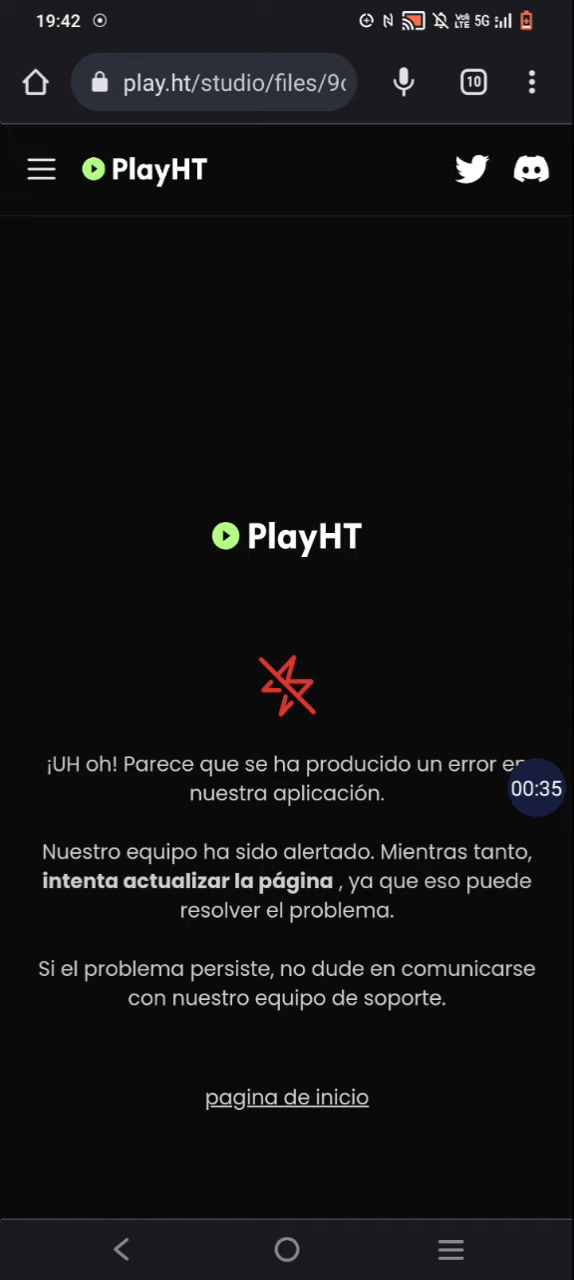 19:42
Vo)
LTE
5G
play.ht/studio/files/9c
10
PlayHT
PlayHT
¡UH oh! Parece que se ha producido un error en
nuestra aplicación.
00:35
Nuestro equipo ha sido alertado. Mientras tanto,
intenta actualizar la página , ya que eso puede
resolver el problema.
Si el problema persiste, no dude en comunicarse
con nuestro equipo de soporte.
pagina de inicio